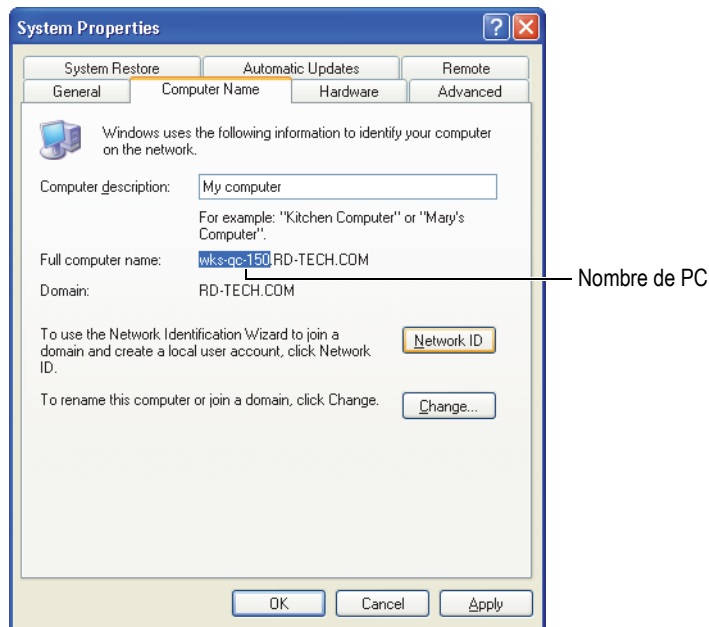 System Properties
System Restore
Automatic Updates
Remote
General
Computer Name
Hardware
Advanced
Windows uses the following information to identify your computer
on the network.
Computer description:
My computer
For example: "Kitchen Computer" or "Mary's
Computer".
Full computer name:
wks-qc-150.RD-TECH.COM
Nombre de PC
Domain:
RD-TECH.COM
To use the Network Identification Wizard to join a
domain and create a local user account, click Network
ID.
Network ID
To rename this computer or join a domain, click Change.
Change...
OK
Cancel
Apply